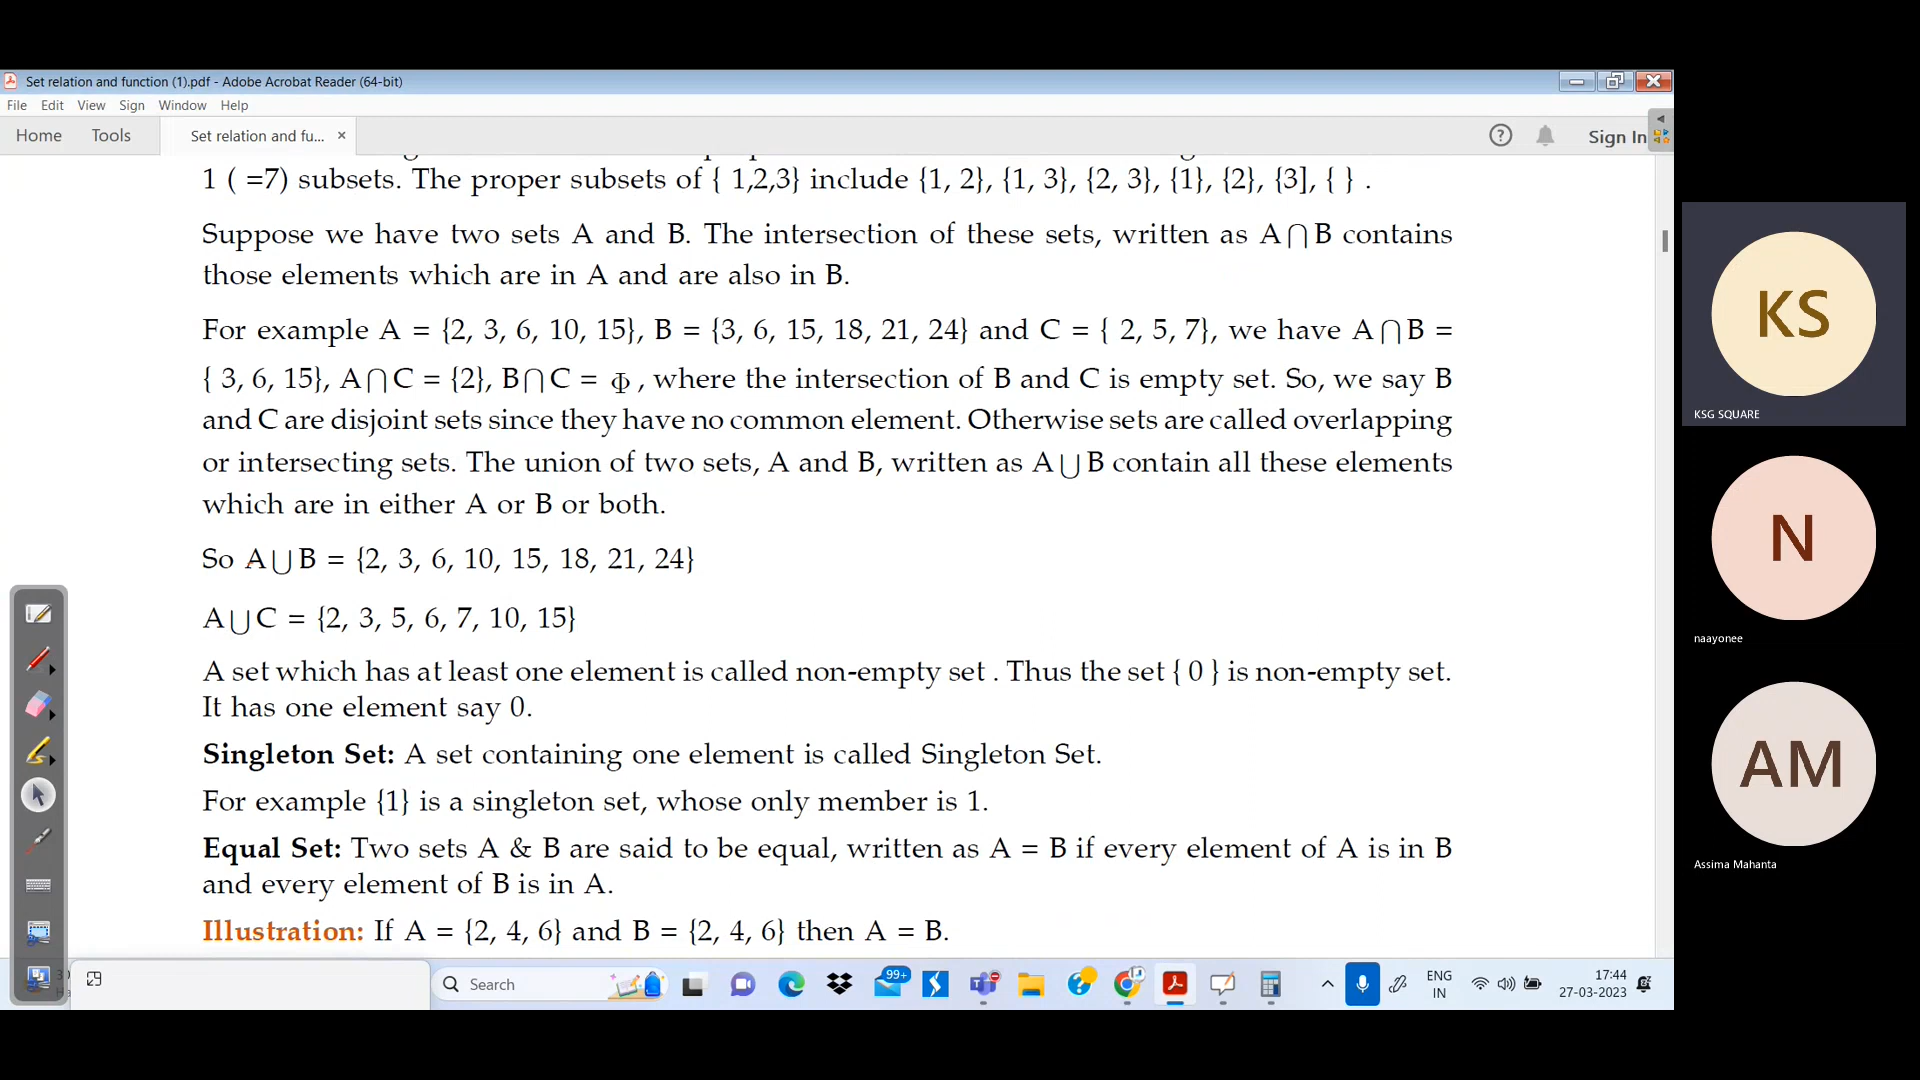 Set relation and function (1).pdf - Adobe Acrobat Reader (64-bit)
File Edit View Sign Window Help
Home Tools Set relation and fu... × Sign In
1 ( =7) subsets. The proper subsets of { 1,2,3} include {1, 2}, {1, 3}, {2, 3}, {1}, {2}, {3], { } .
Suppose we have two sets A and B. The intersection of these sets, written as A⋂B contains
those elements which are in A and are also in B.
For example A = {2, 3, 6, 10, 15}, B = {3, 6, 15, 18, 21, 24} and C = { 2, 5, 7}, we have A⋂B =
{ 3, 6, 15}, A⋂C = {2}, B⋂C = Φ , where the intersection of B and C is empty set. So, we say B
and C are disjoint sets since they have no common element. Otherwise sets are called overlapping
or intersecting sets. The union of two sets, A and B, written as A⋃B contain all these elements
which are in either A or B or both.
So A⋃B = {2, 3, 6, 10, 15, 18, 21, 24}
A⋃C = {2, 3, 5, 6, 7, 10, 15}
A set which has at least one element is called non-empty set . Thus the set { 0 } is non-empty set.
It has one element say 0.
Singleton Set: A set containing one element is called Singleton Set.
For example {1} is a singleton set, whose only member is 1.
Equal Set: Two sets A & B are said to be equal, written as A = B if every element of A is in B
and every element of B is in A.
Illustration: If A = {2, 4, 6} and B = {2, 4, 6} then A = B.
Search
99+
ENG
IN
17:44
27-03-2023
KS
KSG SQUARE
N
naayonee
AM
Assima Mahanta